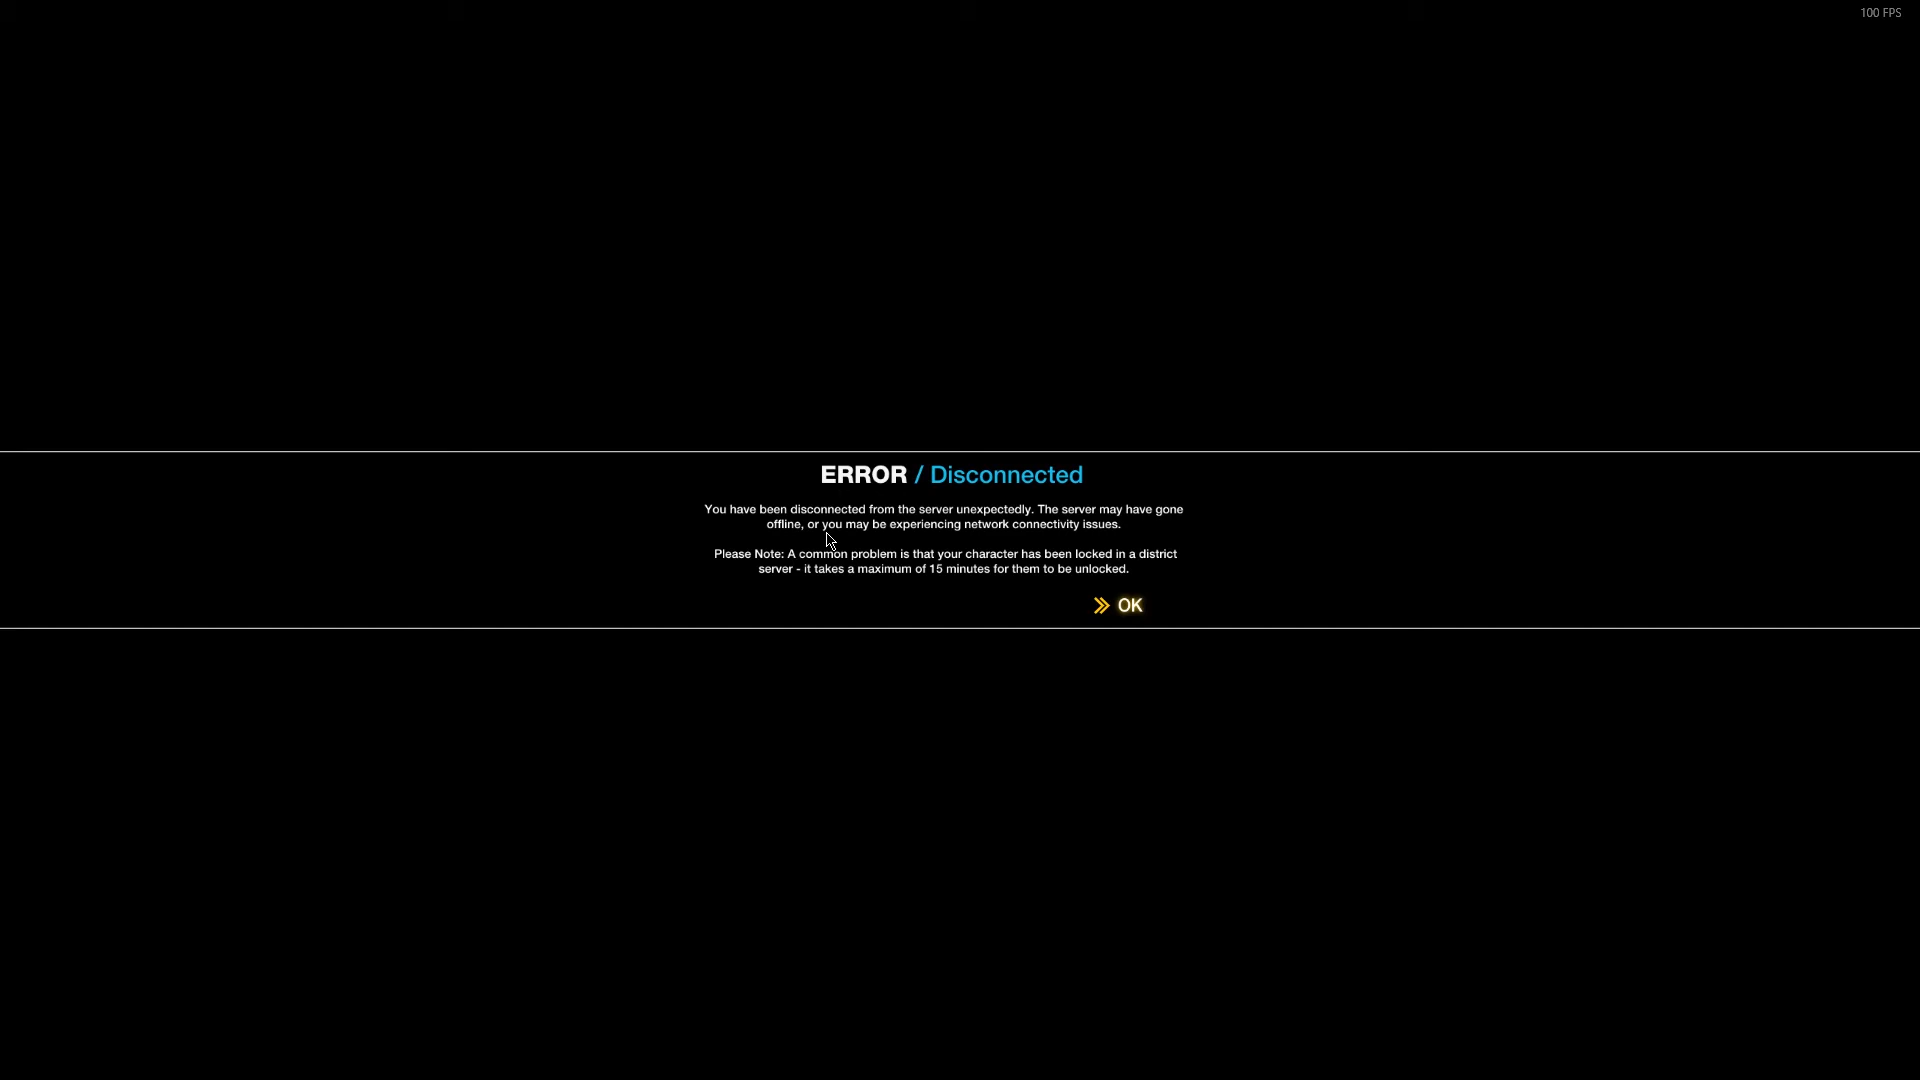 100 FPS
ERROR / Disconnected
You have been disconnected from the server unexpectedly. The server may have gone
offline, or you may be experiencing network connectivity issues.
Please Note: A common problem is that your character has been locked in a district
server - it takes a maximum of 15 minutes for them to be unlocked.
OK